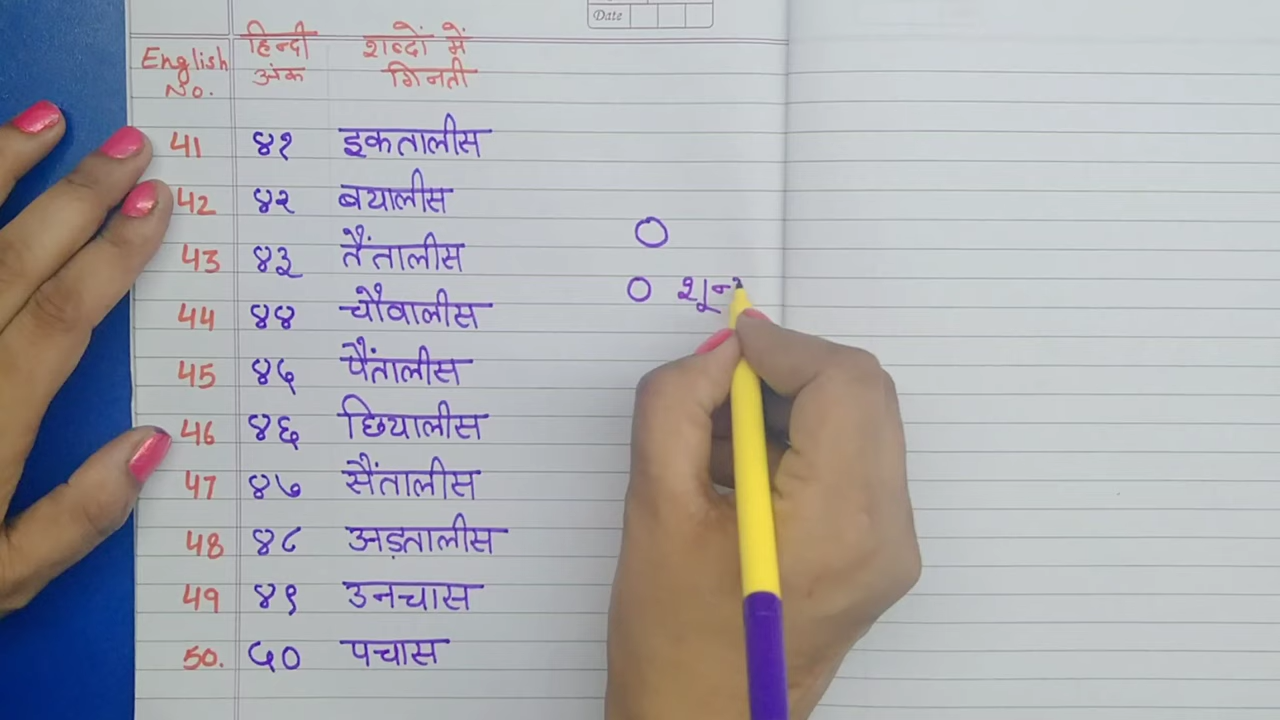 Date
English No. हिन्दी अंक शब्दों में गिनती
41 ४१ इकतालीस
42 ४२ बयालीस
43 ४३ तैंतालीस
44 ४४ चौवालीस
45 ४५ पैंतालीस
46 ४६ छियालीस
47 ४७ सैंतालीस
48 ४८ अड़तालीस
49 ४९ उनचास
50. ५० पचास
०
०